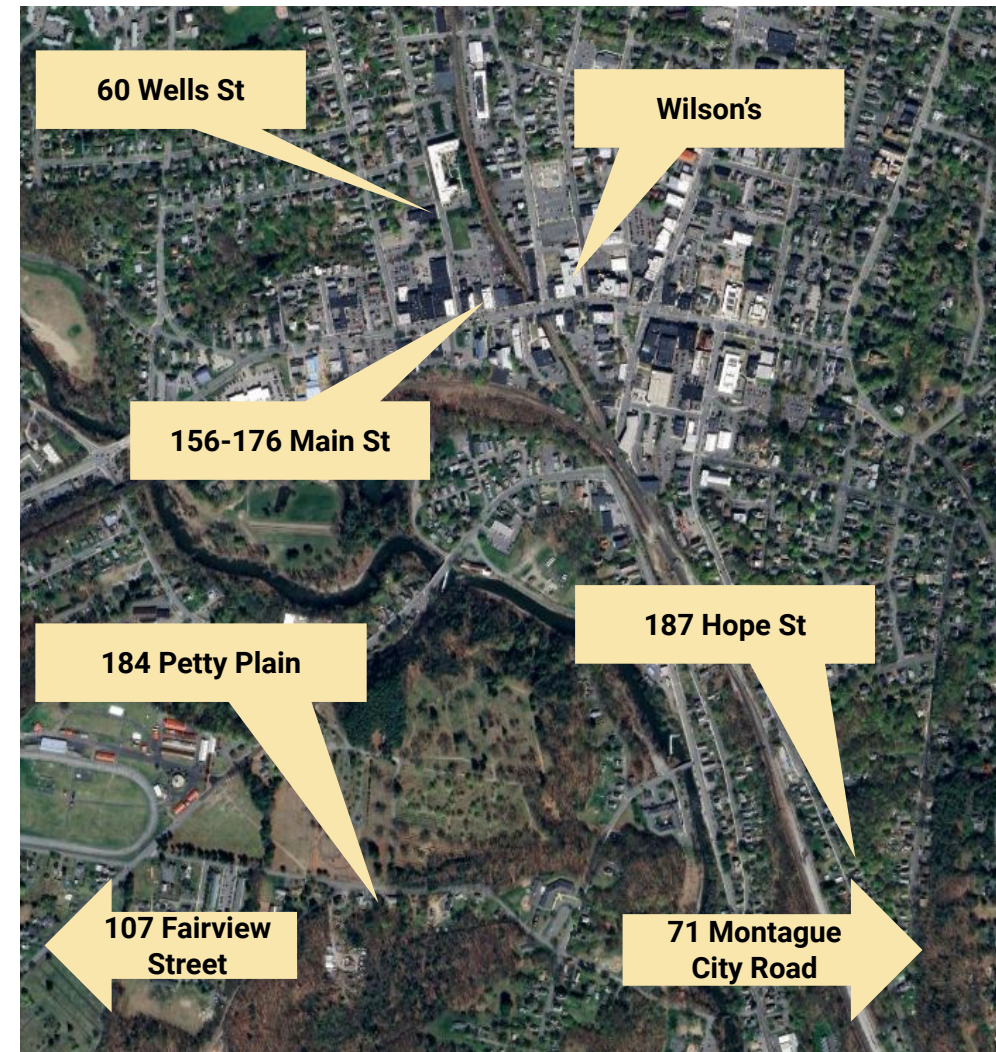 60 Wells St
Wilson’s
156-176 Main St
187 Hope St
184 Petty Plain
107 Fairview
Street
71 Montague
City Road